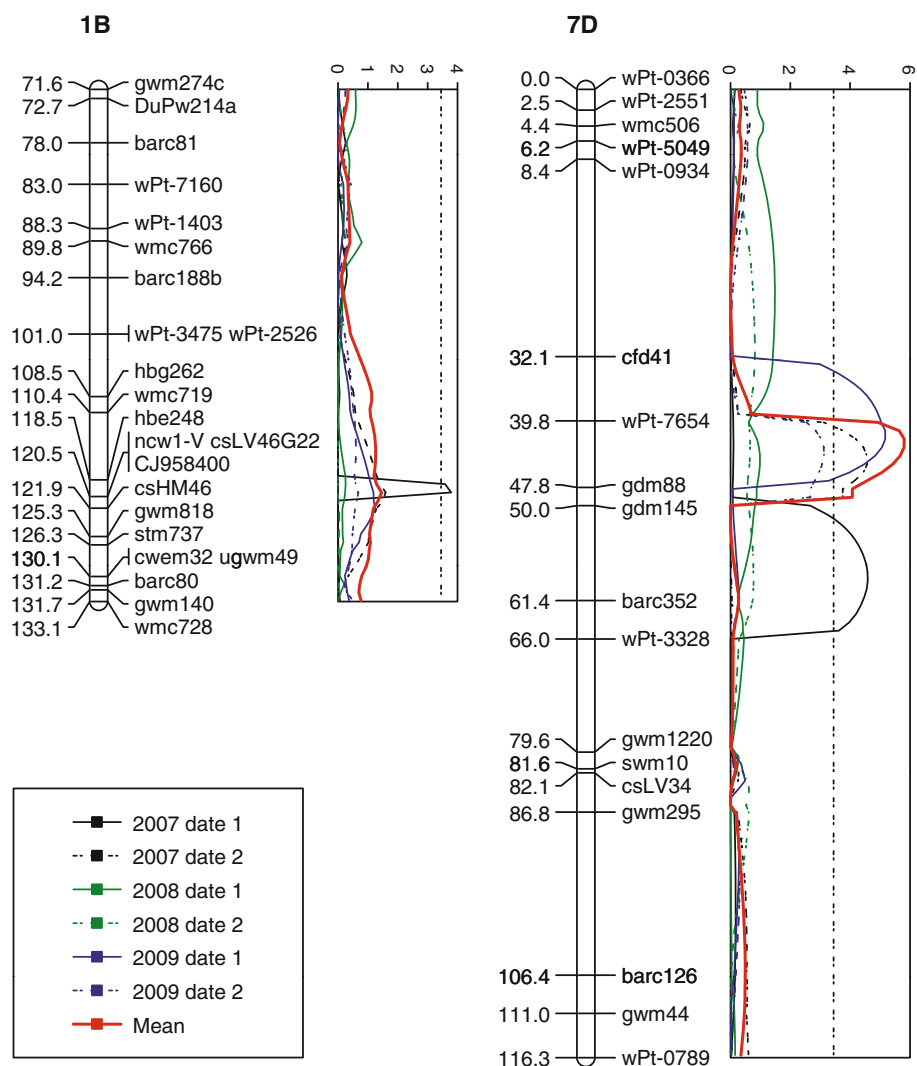 1B
0 1 2 3 4
71.6 gwm274c
72.7 DuPw214a
78.0 barc81
83.0 wPt-7160
88.3 wPt-1403
89.8 wmc766
94.2 barc188b
101.0 wPt-3475 wPt-2526
108.5 hbg262
110.4 wmc719
118.5 hbe248
ncw1-V csLV46G22
120.5 CJ958400
121.9 csHM46
125.3 gwm818
126.3 stm737
130.1 cwem32 ugwm49
131.2 barc80
131.7 gwm140
133.1 wmc728
7D
0 2 4 6
0.0 wPt-0366
2.5 wPt-2551
4.4 wmc506
6.2 wPt-5049
8.4 wPt-0934
32.1 cfd41
39.8 wPt-7654
47.8 gdm88
50.0 gdm145
61.4 barc352
66.0 wPt-3328
79.6 gwm1220
81.6 swm10
82.1 csLV34
86.8 gwm295
106.4 barc126
111.0 gwm44
116.3 wPt-0789
2007 date 1
2007 date 2
2008 date 1
2008 date 2
2009 date 1
2009 date 2
Mean